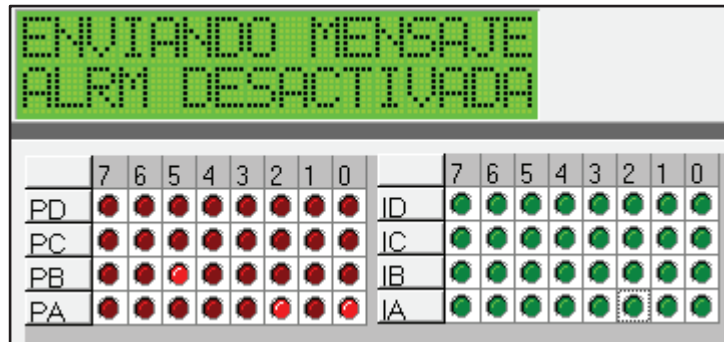 ENVIANDO MENSAJE
ALRM DESACTIVADA
7 6 5 4 3 2 1 0
PD
PC
PB
PA
7 6 5 4 3 2 1 0
ID
IC
IB
IA